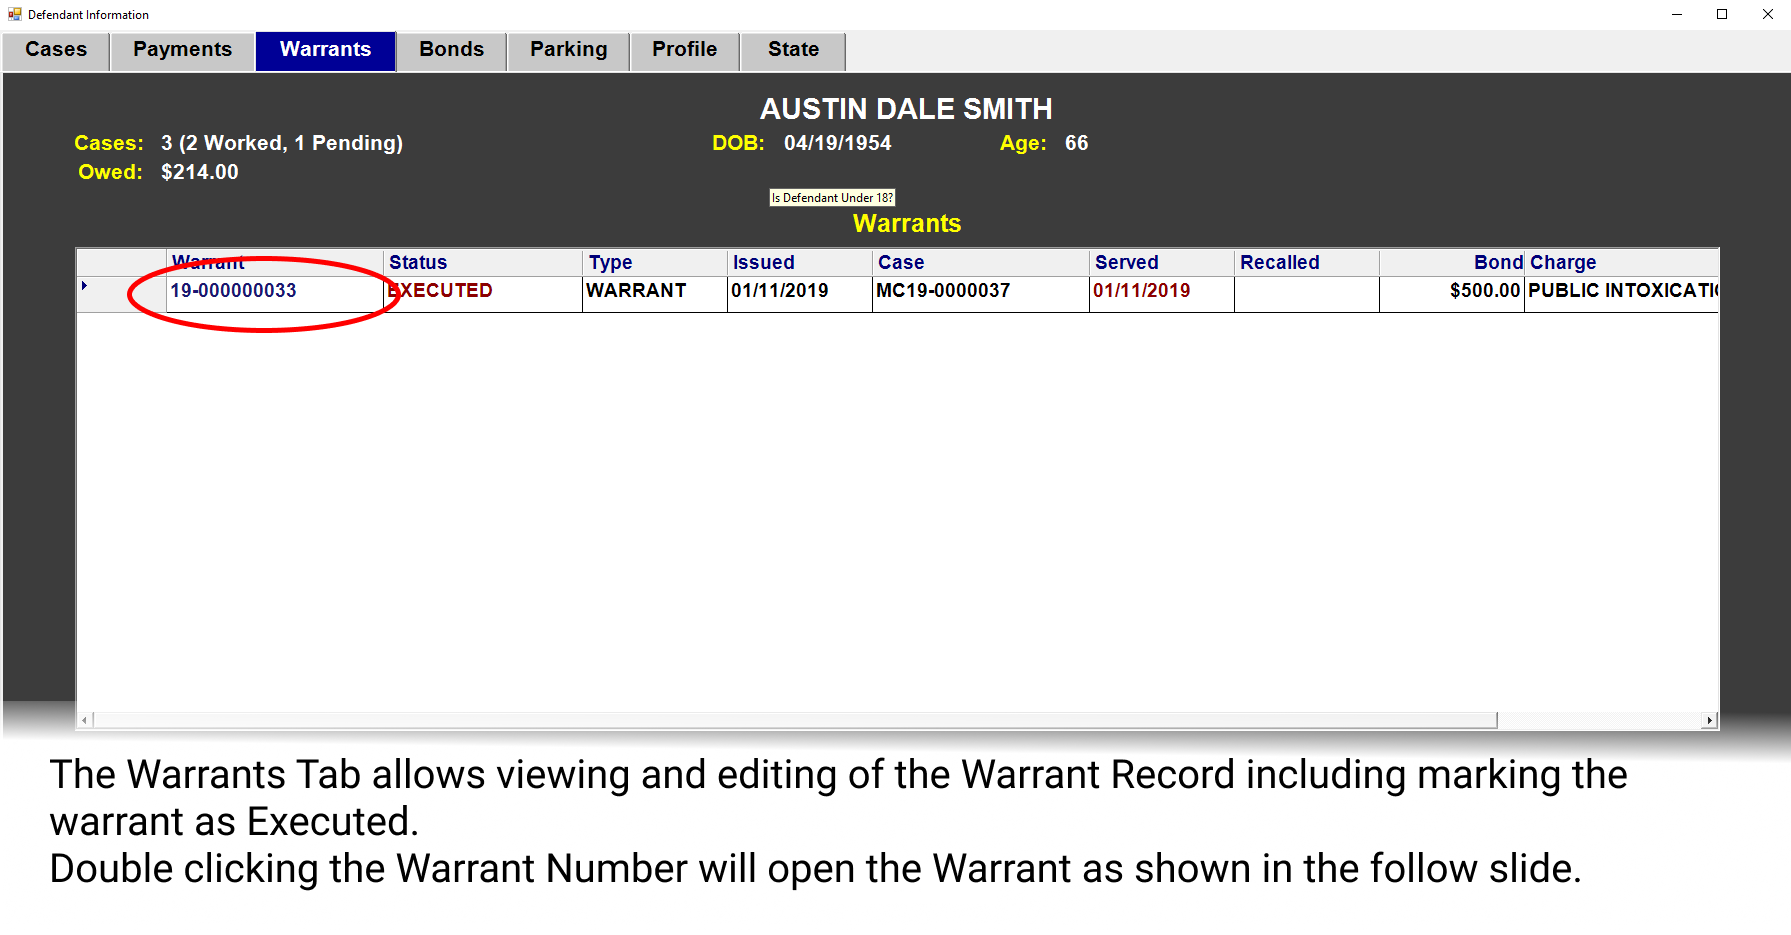 Defendant Information
Cases Payments Warrants Bonds Parking Profile State
AUSTIN DALE SMITH
Cases: 3 (2 Worked, 1 Pending) DOB: 04/19/1954 Age: 66
Owed: $214.00
Is Defendant Under 18?
Warrants
Warrant Status Type Issued Case Served Recalled Bond Charge
19-000000033 EXECUTED WARRANT 01/11/2019 MC19-0000037 01/11/2019 $500.00 PUBLIC INTOXICATI
The Warrants Tab allows viewing and editing of the Warrant Record including marking the
warrant as Executed.
Double clicking the Warrant Number will open the Warrant as shown in the follow slide.